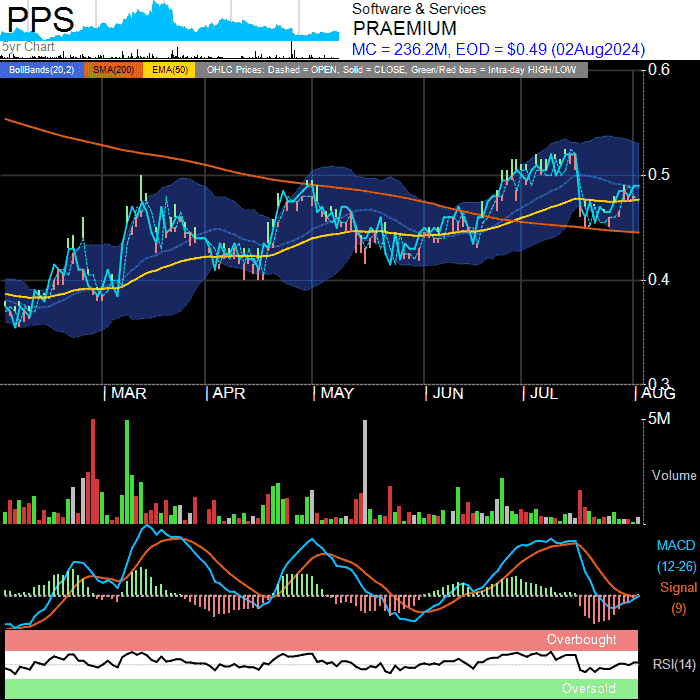 PPS
5yr Chart
Software & Services
PRAEMIUM
MC = 236.2M, EOD = $0.49 (02Aug2024)
BollBands(20,2) SMA(200) EMA(50) OHLC Prices: Dashed = OPEN, Solid = CLOSE, Green/Red bars = Intra-day HIGH/LOW
0.6
0.5
0.4
0.3
MAR APR MAY JUN JUL AUG
5M
Volume
MACD
(12-26)
Signal
(9)
Overbought
RSI(14)
Oversold